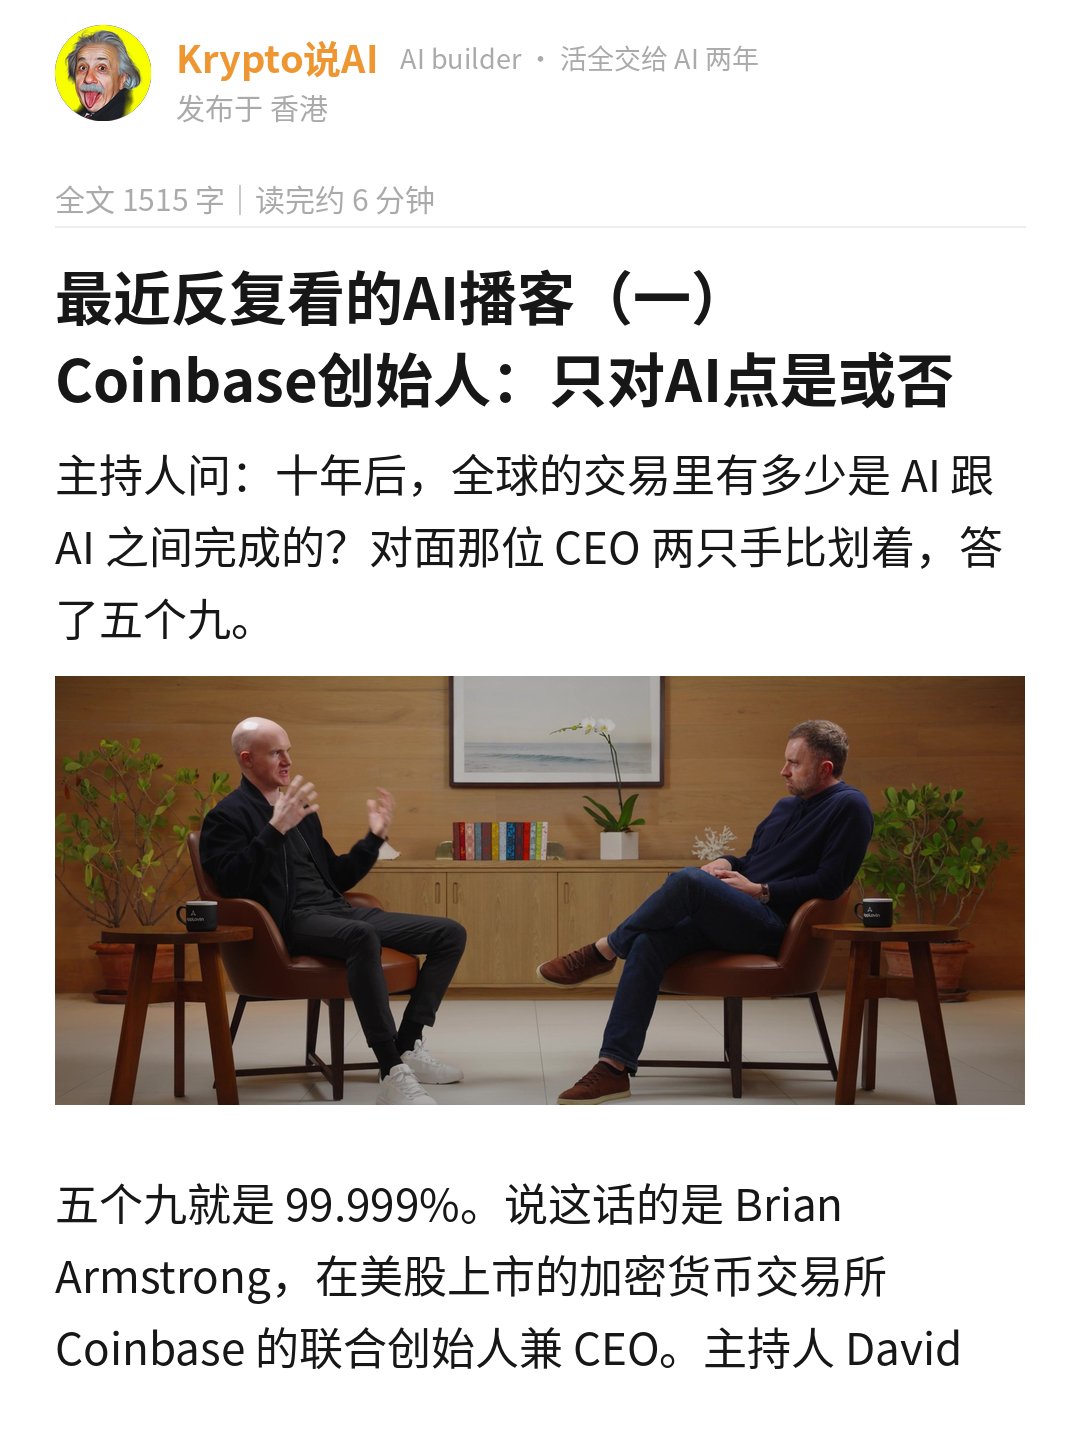 Krypto说AI AI builder · 活全交给 AI 两年
发布于 香港
全文 1515 字｜读完约 6 分钟
最近反复看的AI播客（一）
Coinbase创始人：只对AI点是或否
主持人问：十年后，全球的交易里有多少是 AI 跟
AI 之间完成的？对面那位 CEO 两只手比划着，答
了五个九。
五个九就是 99.999%。说这话的是 Brian
Armstrong，在美股上市的加密货币交易所
Coinbase 的联合创始人兼 CEO。主持人 David